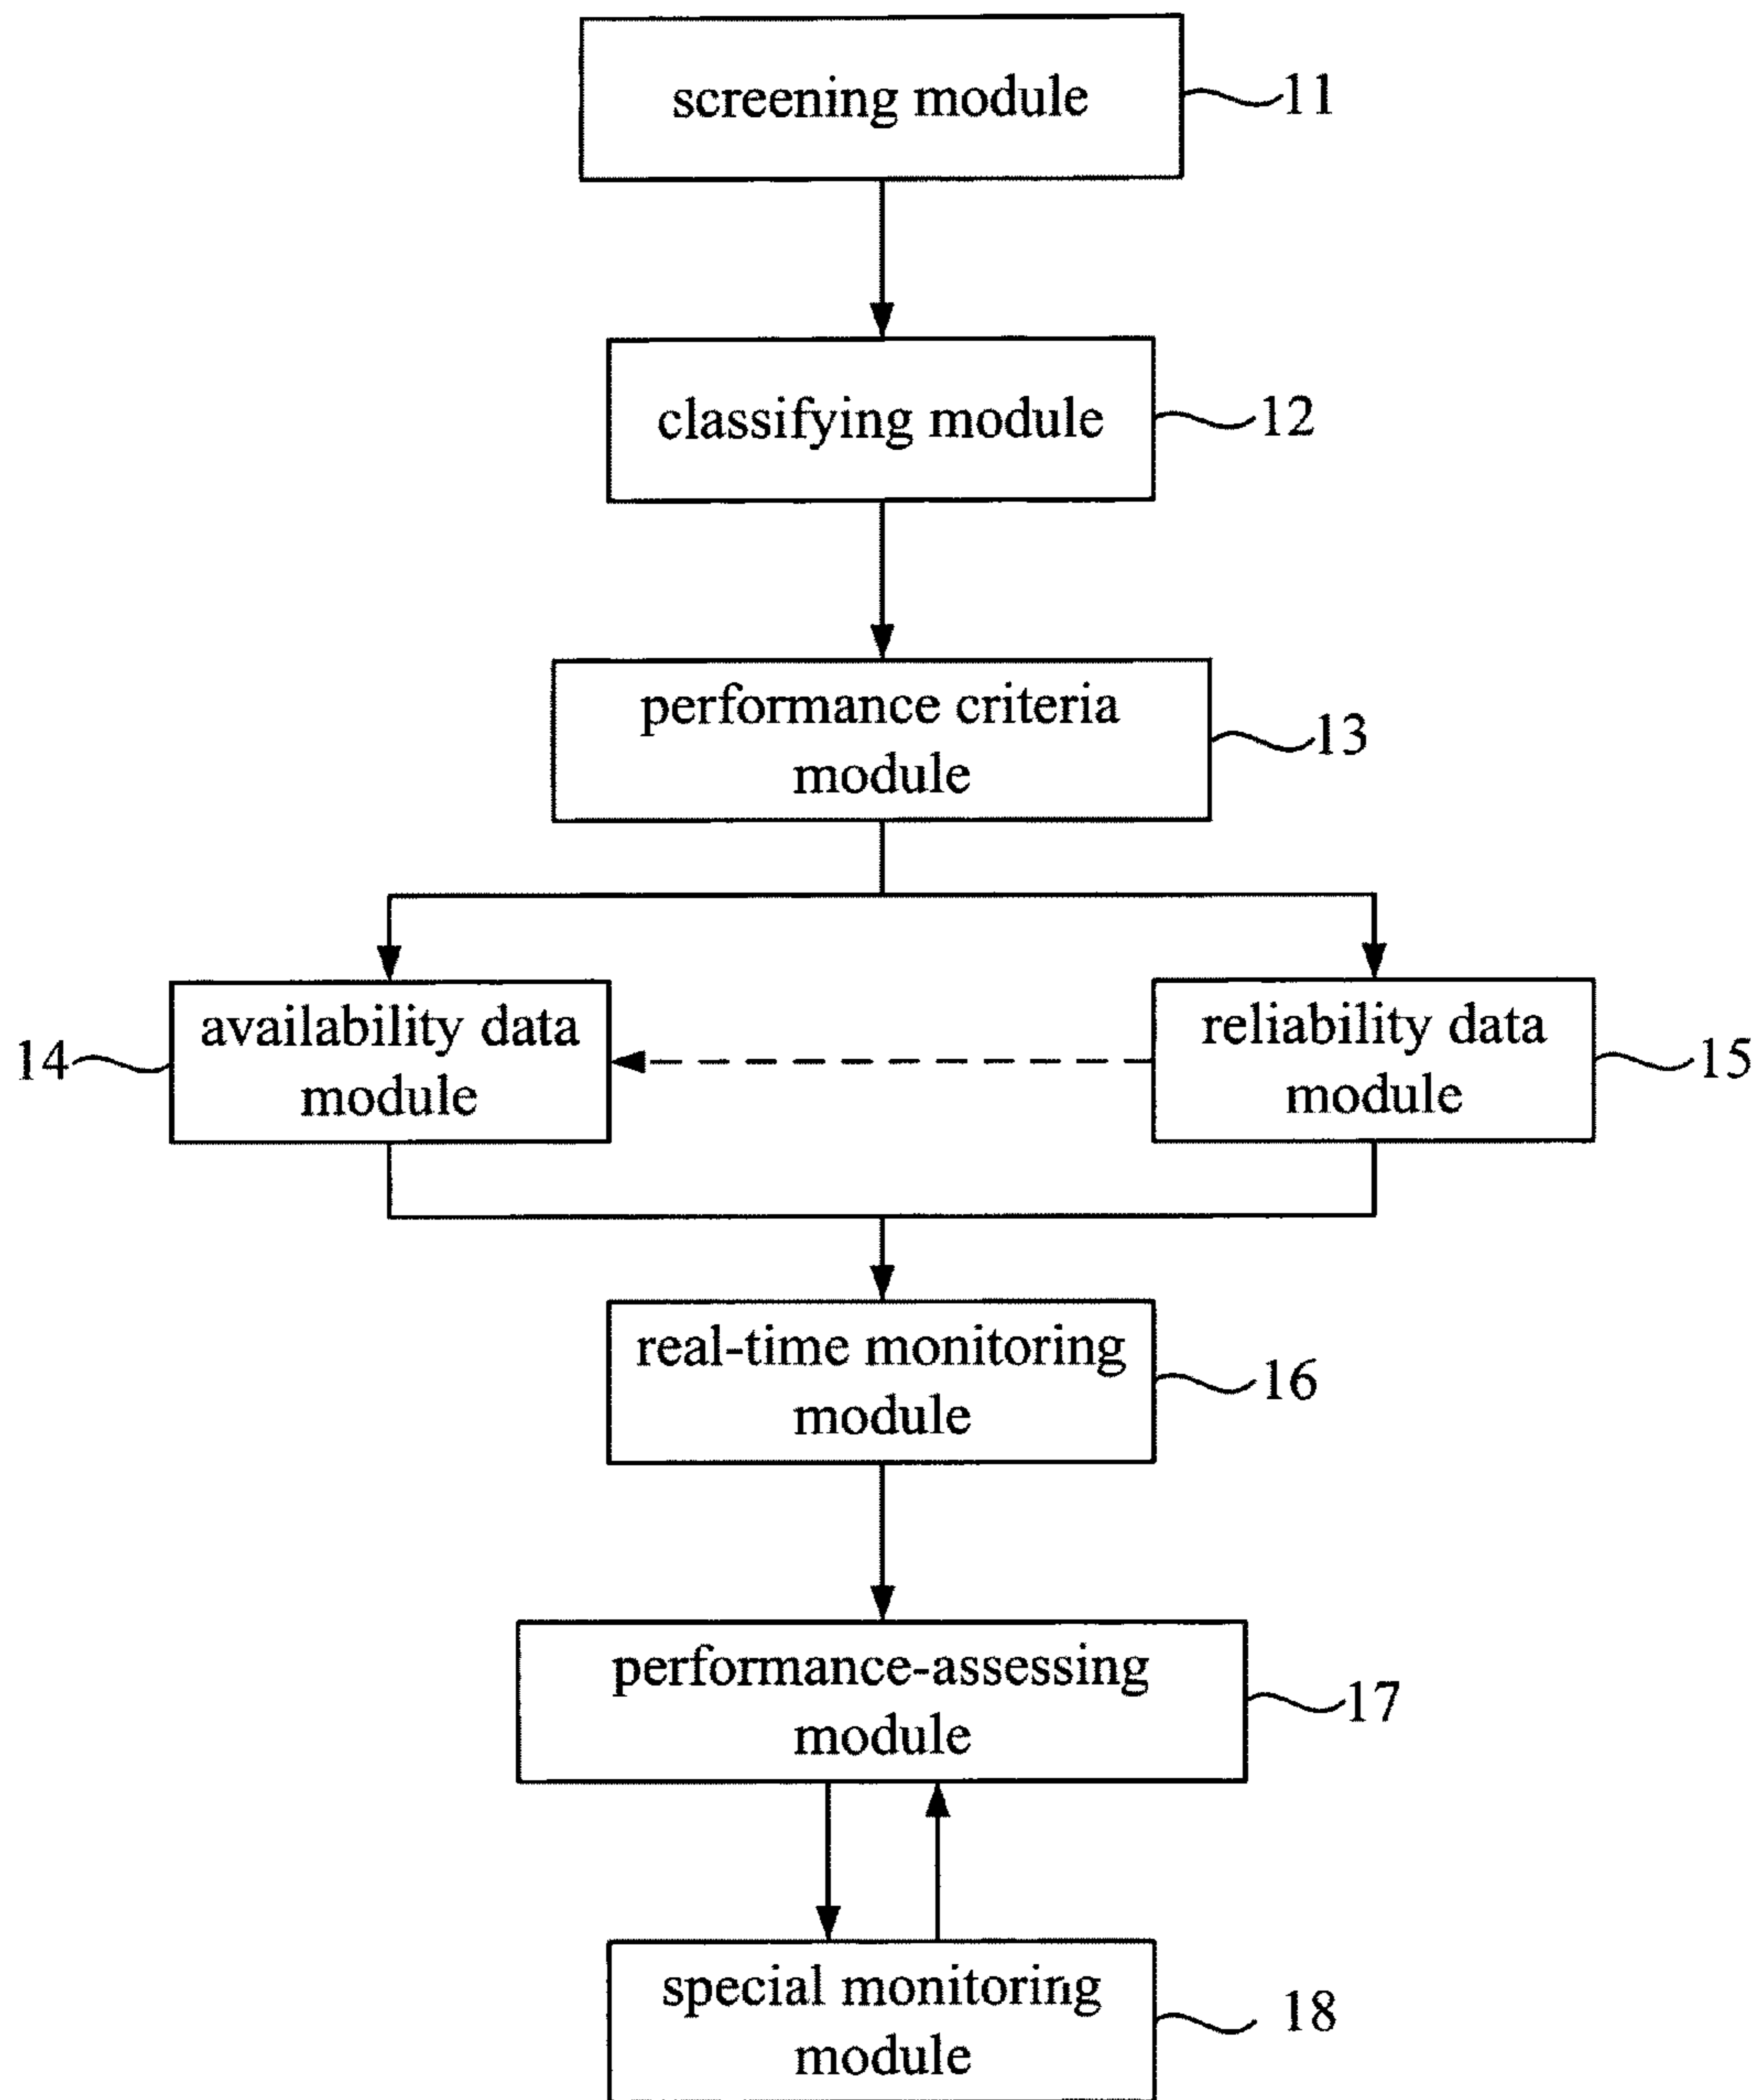 screening module
11
classifying module
12
performance criteria
module
13
availability data
module
14
reliability data
module
15
real-time monitoring
module
16
performance-assessing
module
17
special monitoring
module
18